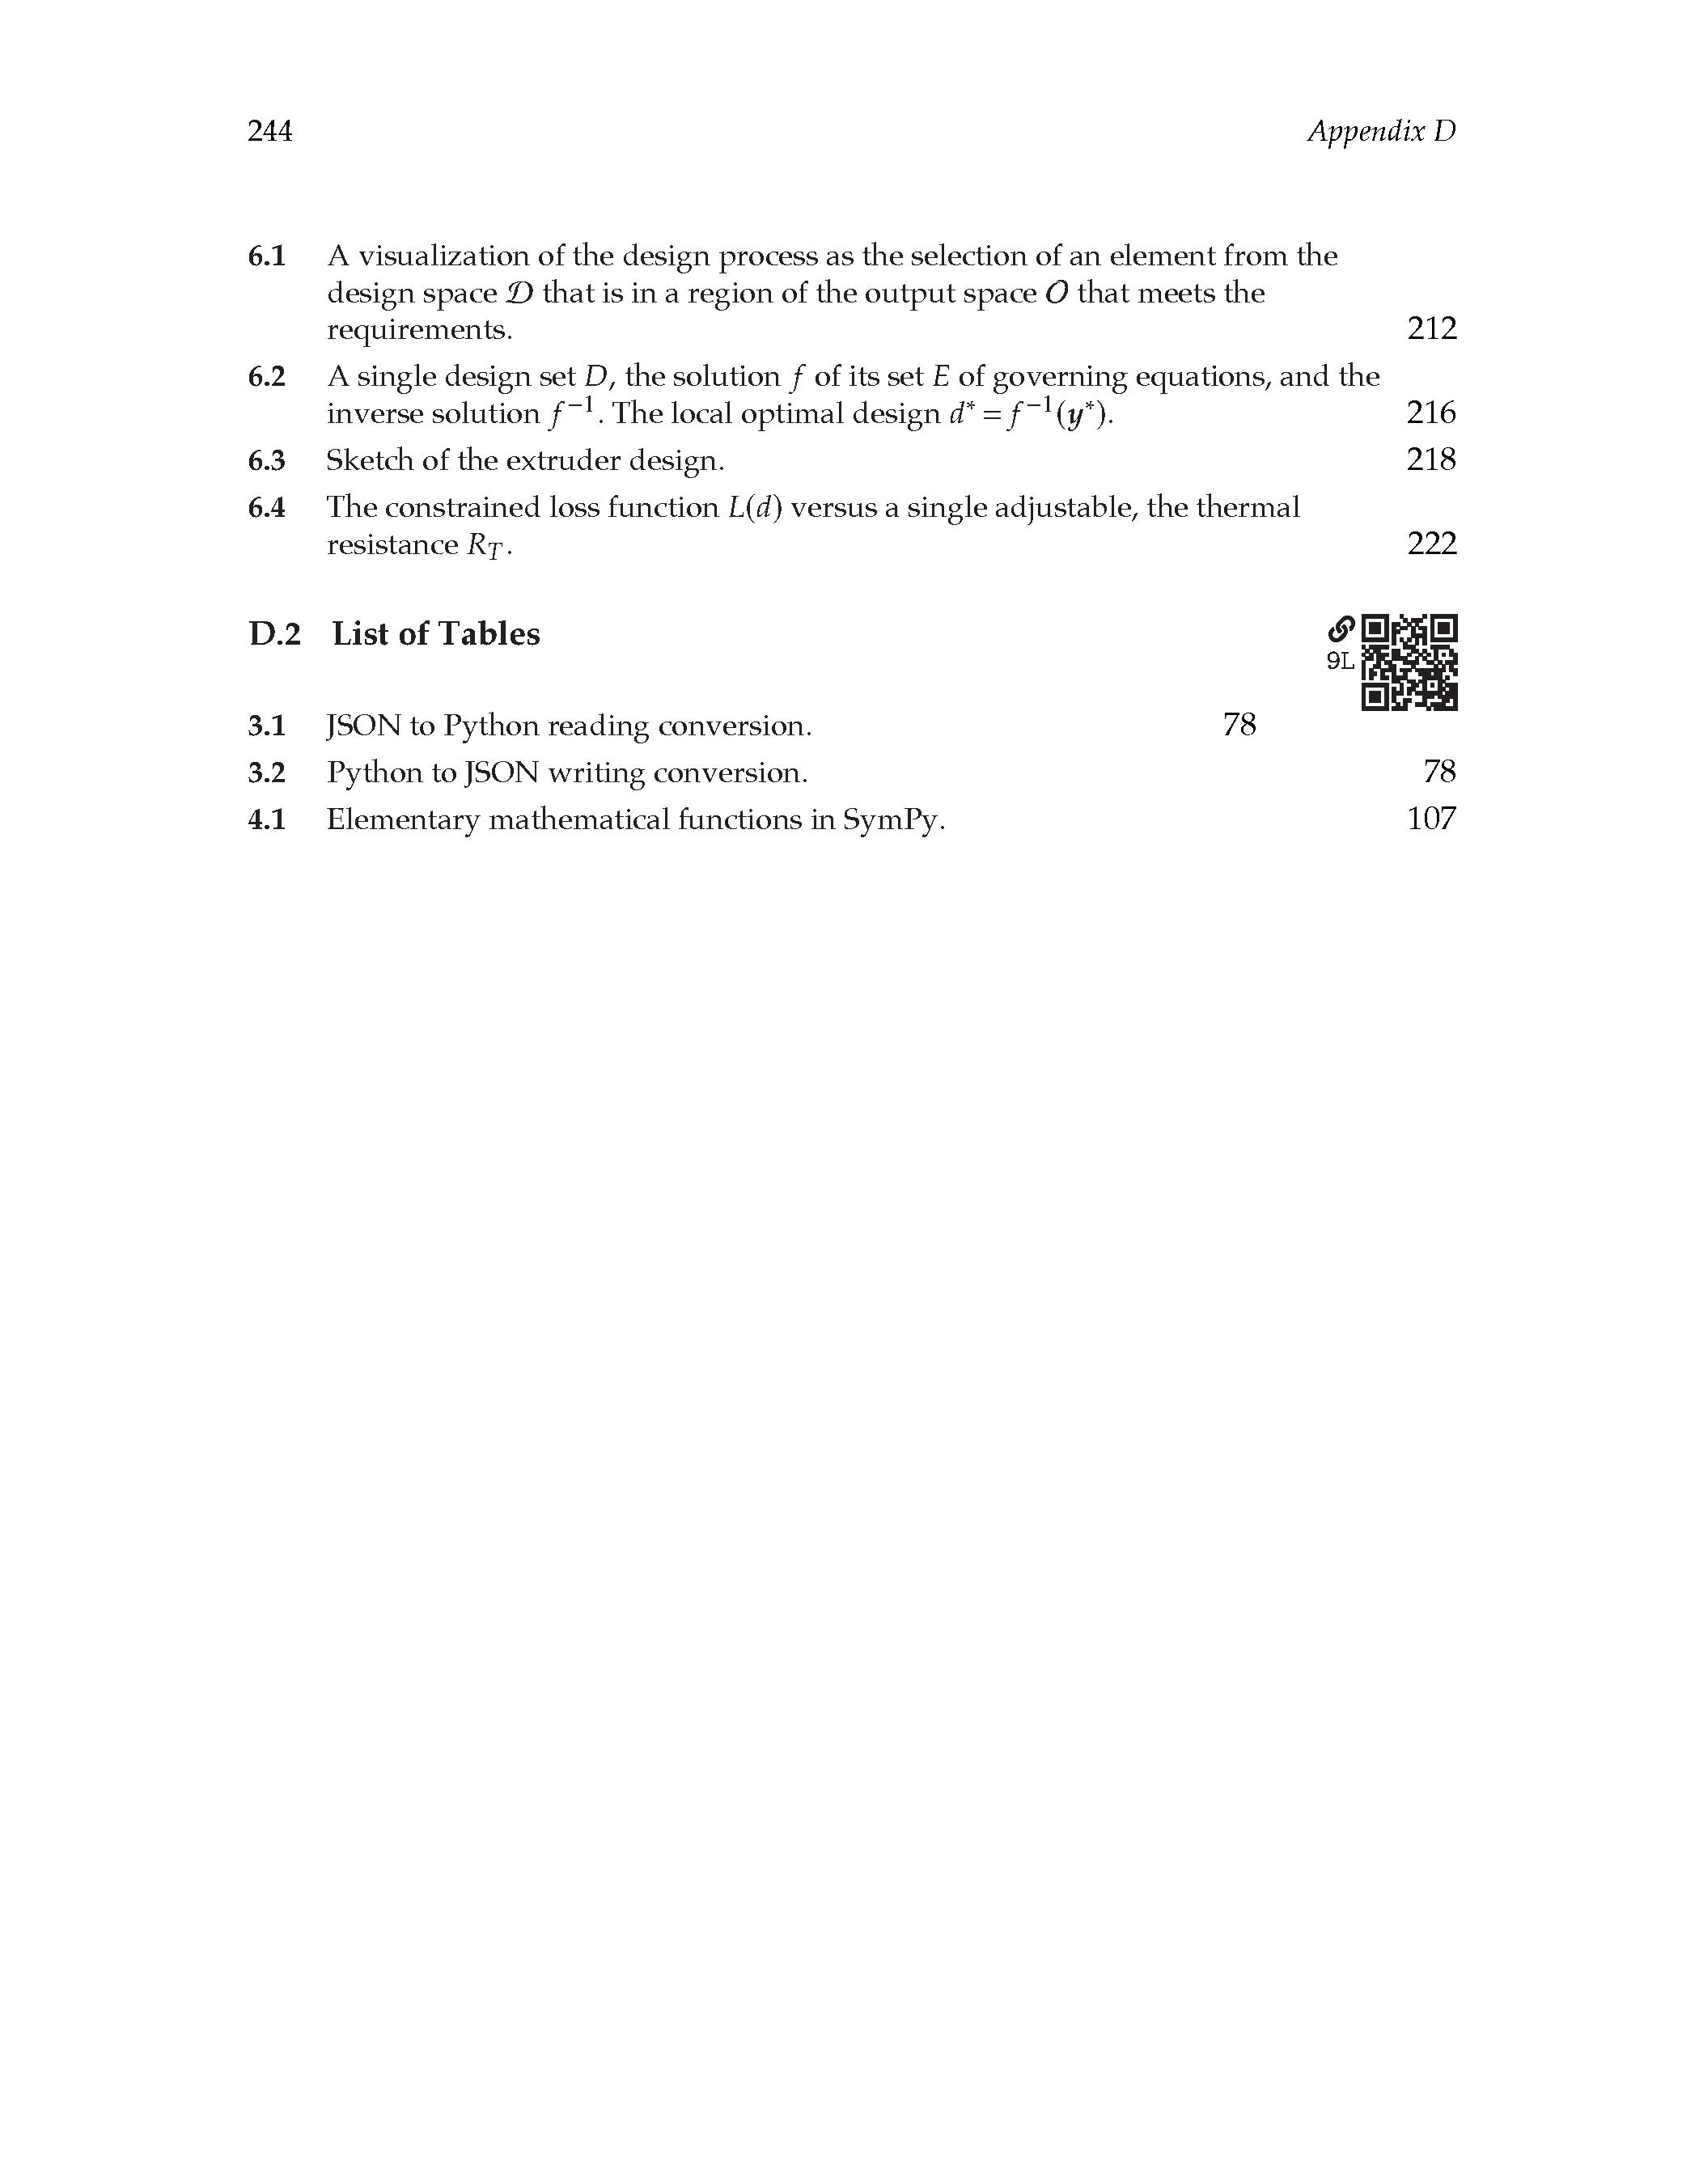 244 Appendix D
6.1 A visualization of the design process as the selection of an element from the
design space 𝒟 that is in a region of the output space 𝒪 that meets the
requirements. 212
6.2 A single design set D, the solution f of its set E of governing equations, and the
inverse solution f⁻¹. The local optimal design d* = f⁻¹(y*). 216
6.3 Sketch of the extruder design. 218
6.4 The constrained loss function L(d) versus a single adjustable, the thermal
resistance R_T. 222
D.2 List of Tables
9L
3.1 JSON to Python reading conversion. 78
3.2 Python to JSON writing conversion. 78
4.1 Elementary mathematical functions in SymPy. 107